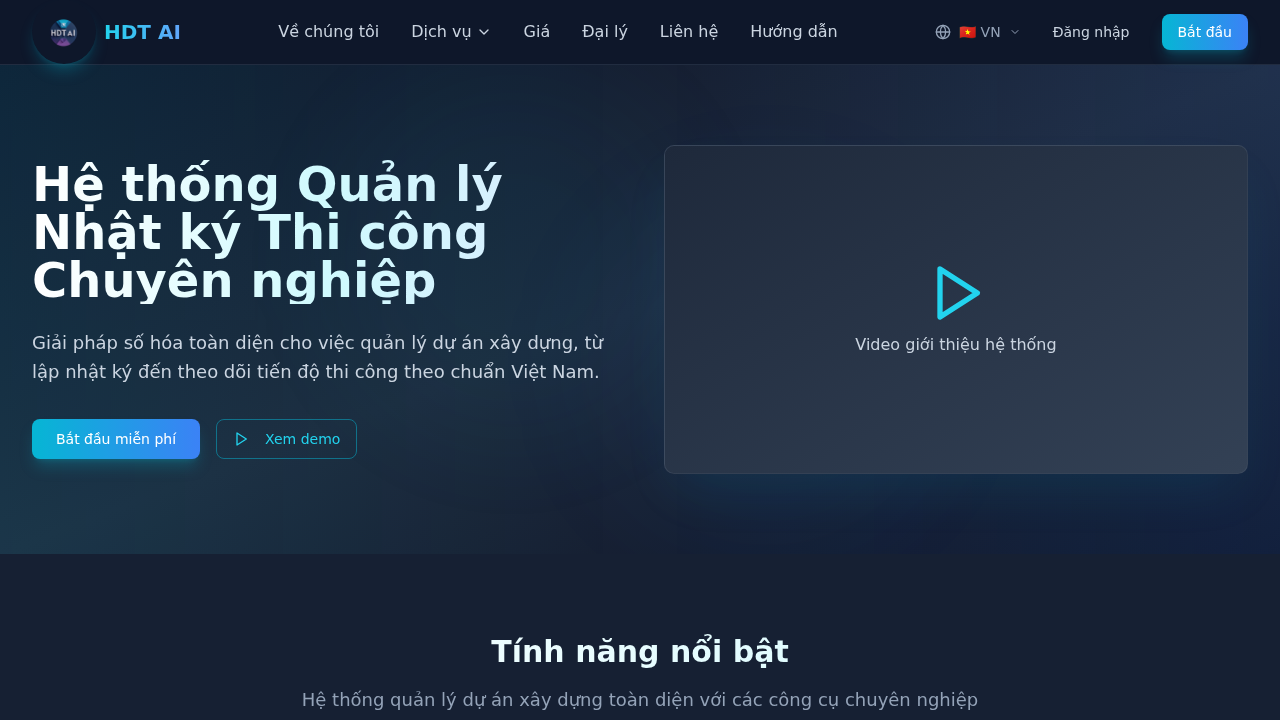 HDT AI
HDT AI
Về chúng tôi
Dịch vụ
Giá
Đại lý
Liên hệ
Hướng dẫn
🇻🇳 VN
Đăng nhập
Bắt đầu
Hệ thống Quản lý
Nhật ký Thi công
Chuyên nghiệp
Giải pháp số hóa toàn diện cho việc quản lý dự án xây dựng, từ
lập nhật ký đến theo dõi tiến độ thi công theo chuẩn Việt Nam.
Bắt đầu miễn phí
Xem demo
Video giới thiệu hệ thống
Tính năng nổi bật
Hệ thống quản lý dự án xây dựng toàn diện với các công cụ chuyên nghiệp